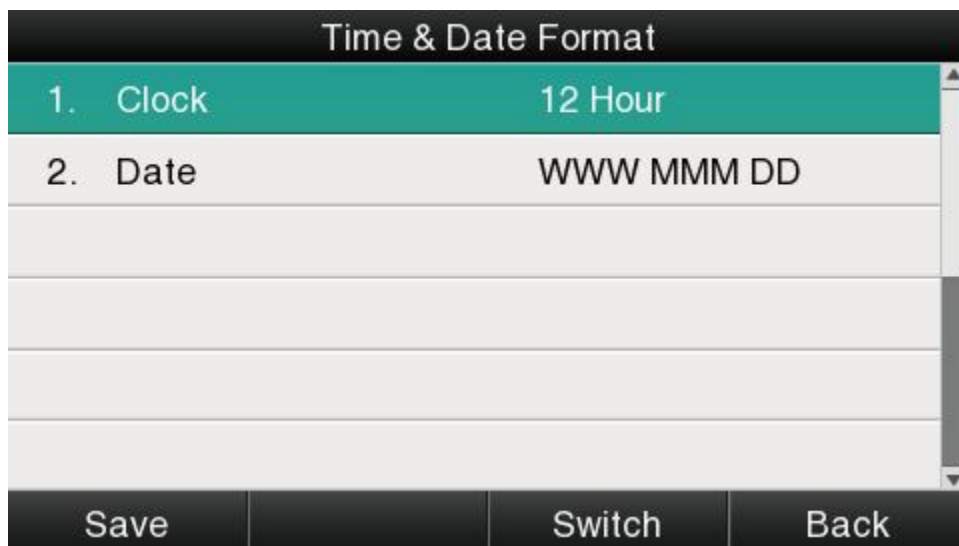 Time & Date Format
1. Clock 12 Hour
2. Date WWW MMM DD
Save Switch Back